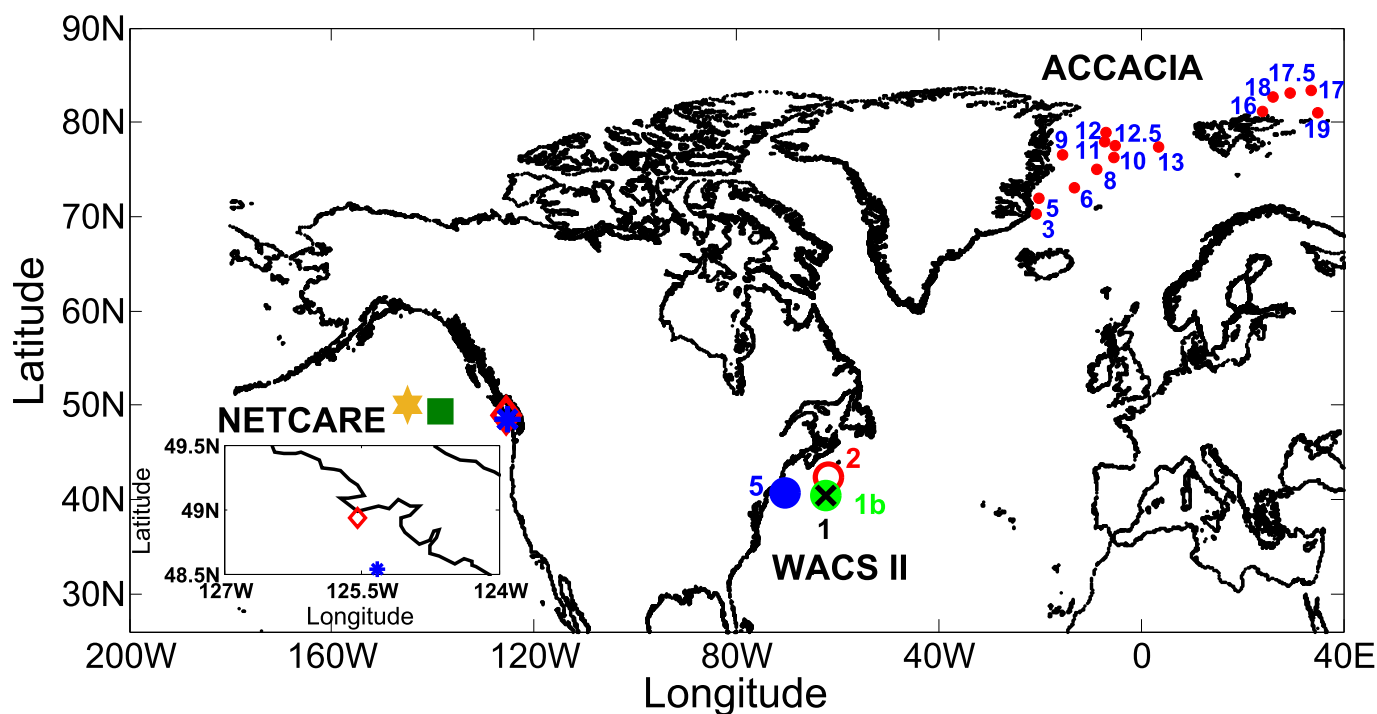 90N
80N
70N
60N
50N
40N
30N
Latitude
200W
160W
120W
80W
40W
0
40E
Longitude
ACCACIA
18 17.5
16
17
19
12
12.5
9
11
10
13
8
6
5
3
NETCARE
49.5N
49N
48.5N
Latitude
127W
125.5W
124W
Longitude
2
5
1b
1
WACS II